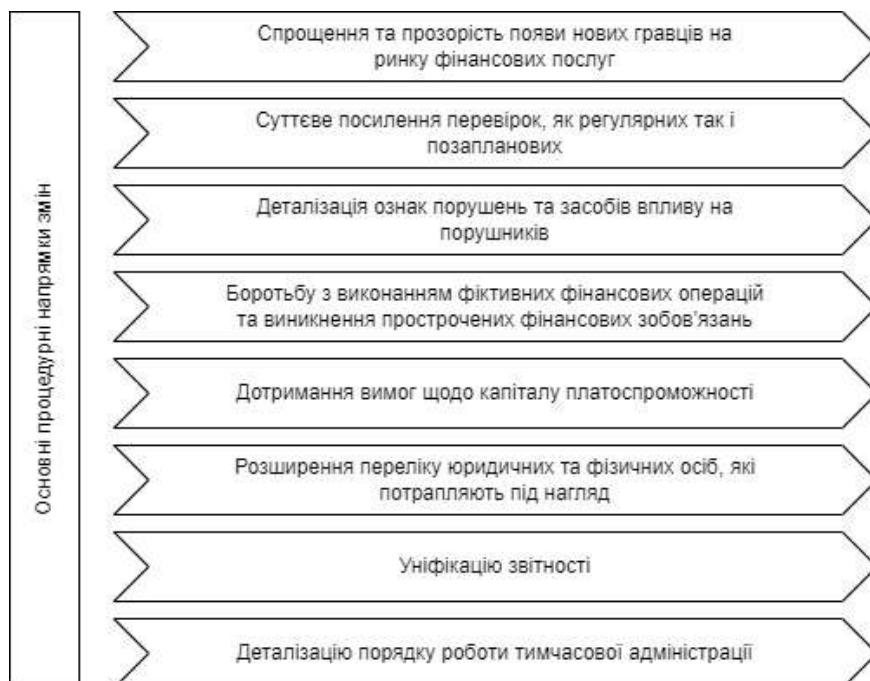 Основні процедурні напрямки змін
Спрощення та прозорість появи нових гравців на
ринку фінансових послуг
Суттєве посилення перевірок, як регулярних так і
позапланових
Деталізація ознак порушень та засобів впливу на
порушників
Боротьбу з виконанням фіктивних фінансових операцій
та виникнення прострочених фінансових зобов'язань
Дотримання вимог щодо капіталу платоспроможності
Розширення переліку юридичних та фізичних осіб, які
потрапляють під нагляд
Уніфікацію звітності
Деталізацію порядку роботи тимчасової адміністрації